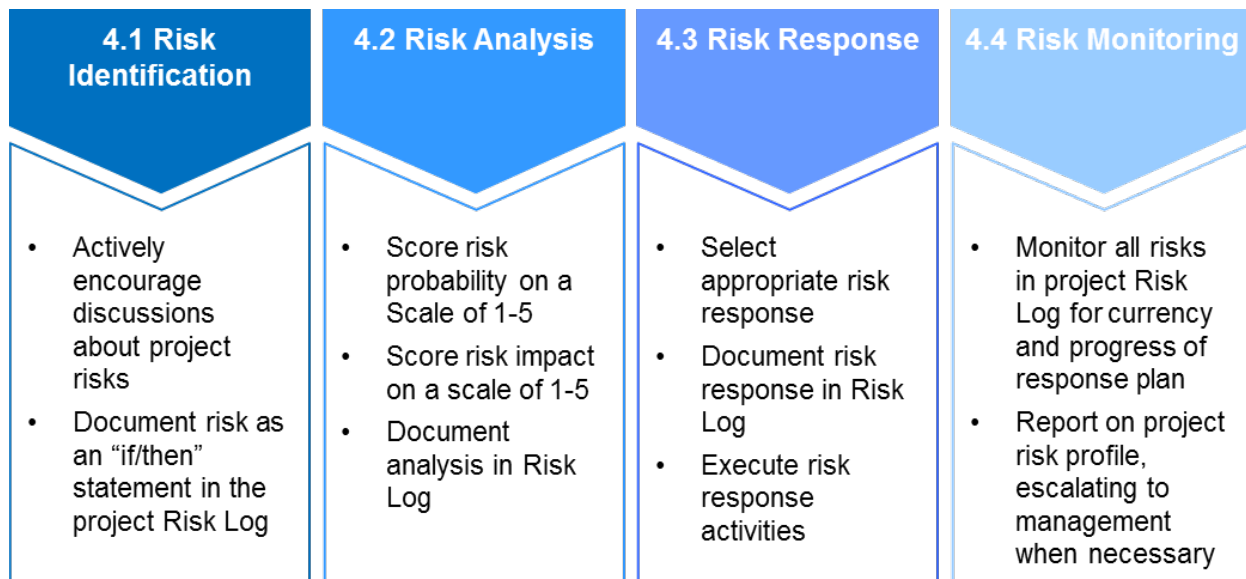 4.1 Risk
Identification
• Actively
encourage
discussions
about project
risks
• Document risk as
an “if/then”
statement in the
project Risk Log
4.2 Risk Analysis
• Score risk
probability on a
Scale of 1-5
• Score risk impact
on a scale of 1-5
• Document
analysis in Risk
Log
4.3 Risk Response
• Select
appropriate risk
response
• Document risk
response in Risk
Log
• Execute risk
response
activities
4.4 Risk Monitoring
• Monitor all risks
in project Risk
Log for currency
and progress of
response plan
• Report on project
risk profile,
escalating to
management
when necessary